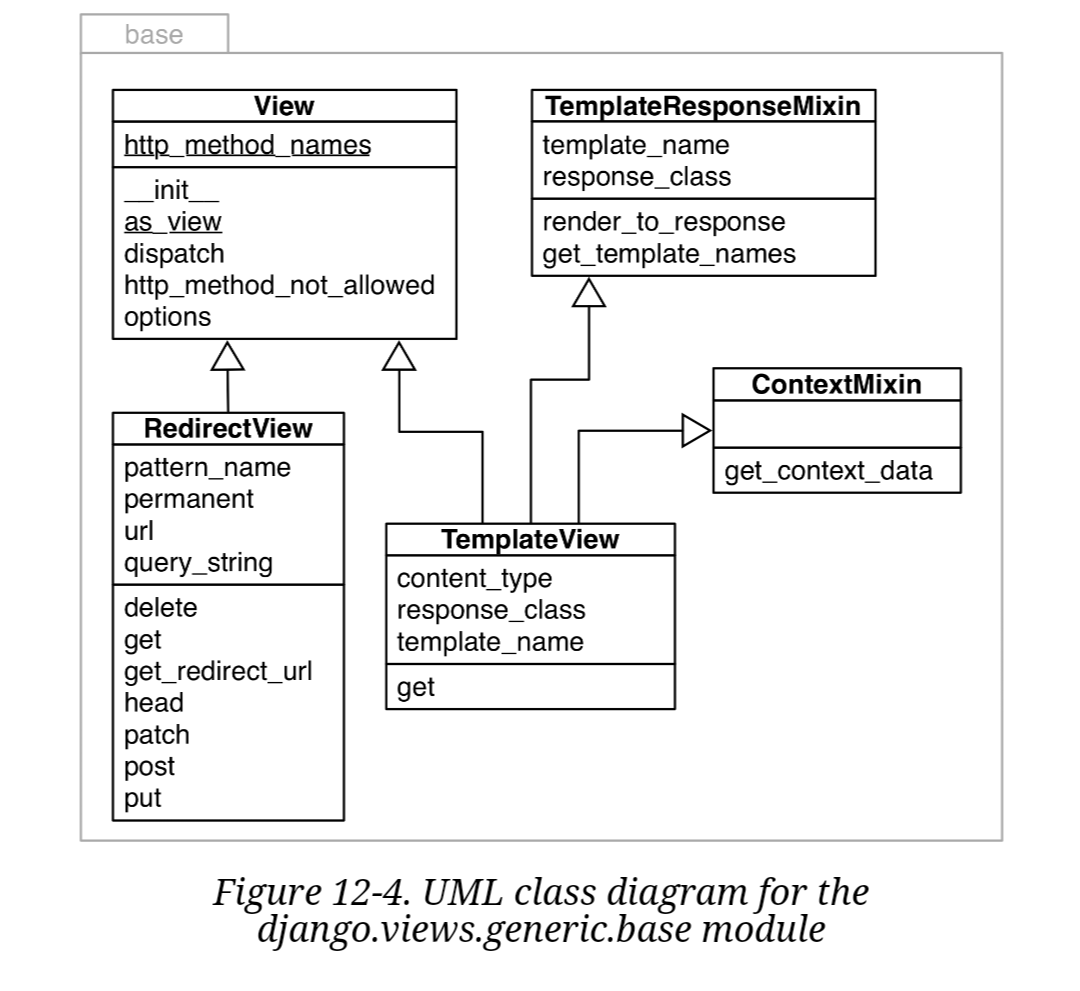 base
View
http_method_names
__init__
as_view
dispatch
http_method_not_allowed
options
TemplateResponseMixin
template_name
response_class
render_to_response
get_template_names
ContextMixin
get_context_data
RedirectView
pattern_name
permanent
url
query_string
delete
get
get_redirect_url
head
patch
post
put
TemplateView
content_type
response_class
template_name
get
Figure 12-4. UML class diagram for the
django.views.generic.base module